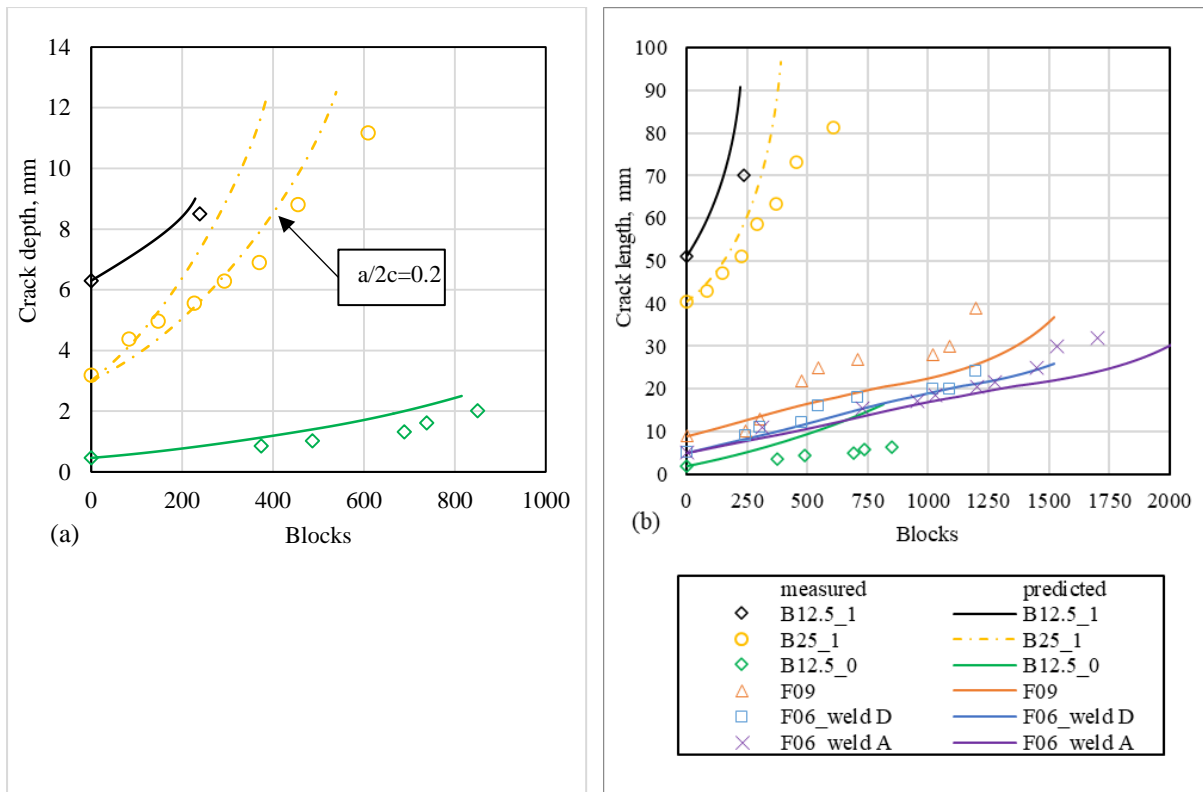 14
12
10
8
6
4
2
0
Crack depth, mm
a/2c=0.2
0 200 400 600 800 1000
(a)
Blocks
100
90
80
70
60
50
40
30
20
10
0
Crack length, mm
0 250 500 750 1000 1250 1500 1750 2000
(b)
Blocks
measured predicted
B12.5_1 B12.5_1
B25_1 B25_1
B12.5_0 B12.5_0
F09 F09
F06_weld D F06_weld D
F06_weld A F06_weld A